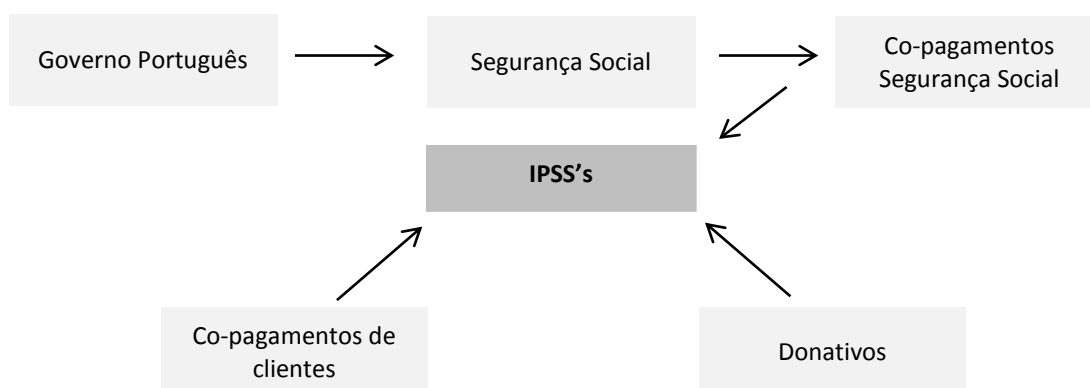 Governo Português
Segurança Social
Co-pagamentos
Segurança Social
IPSS's
Co-pagamentos de
clientes
Donativos